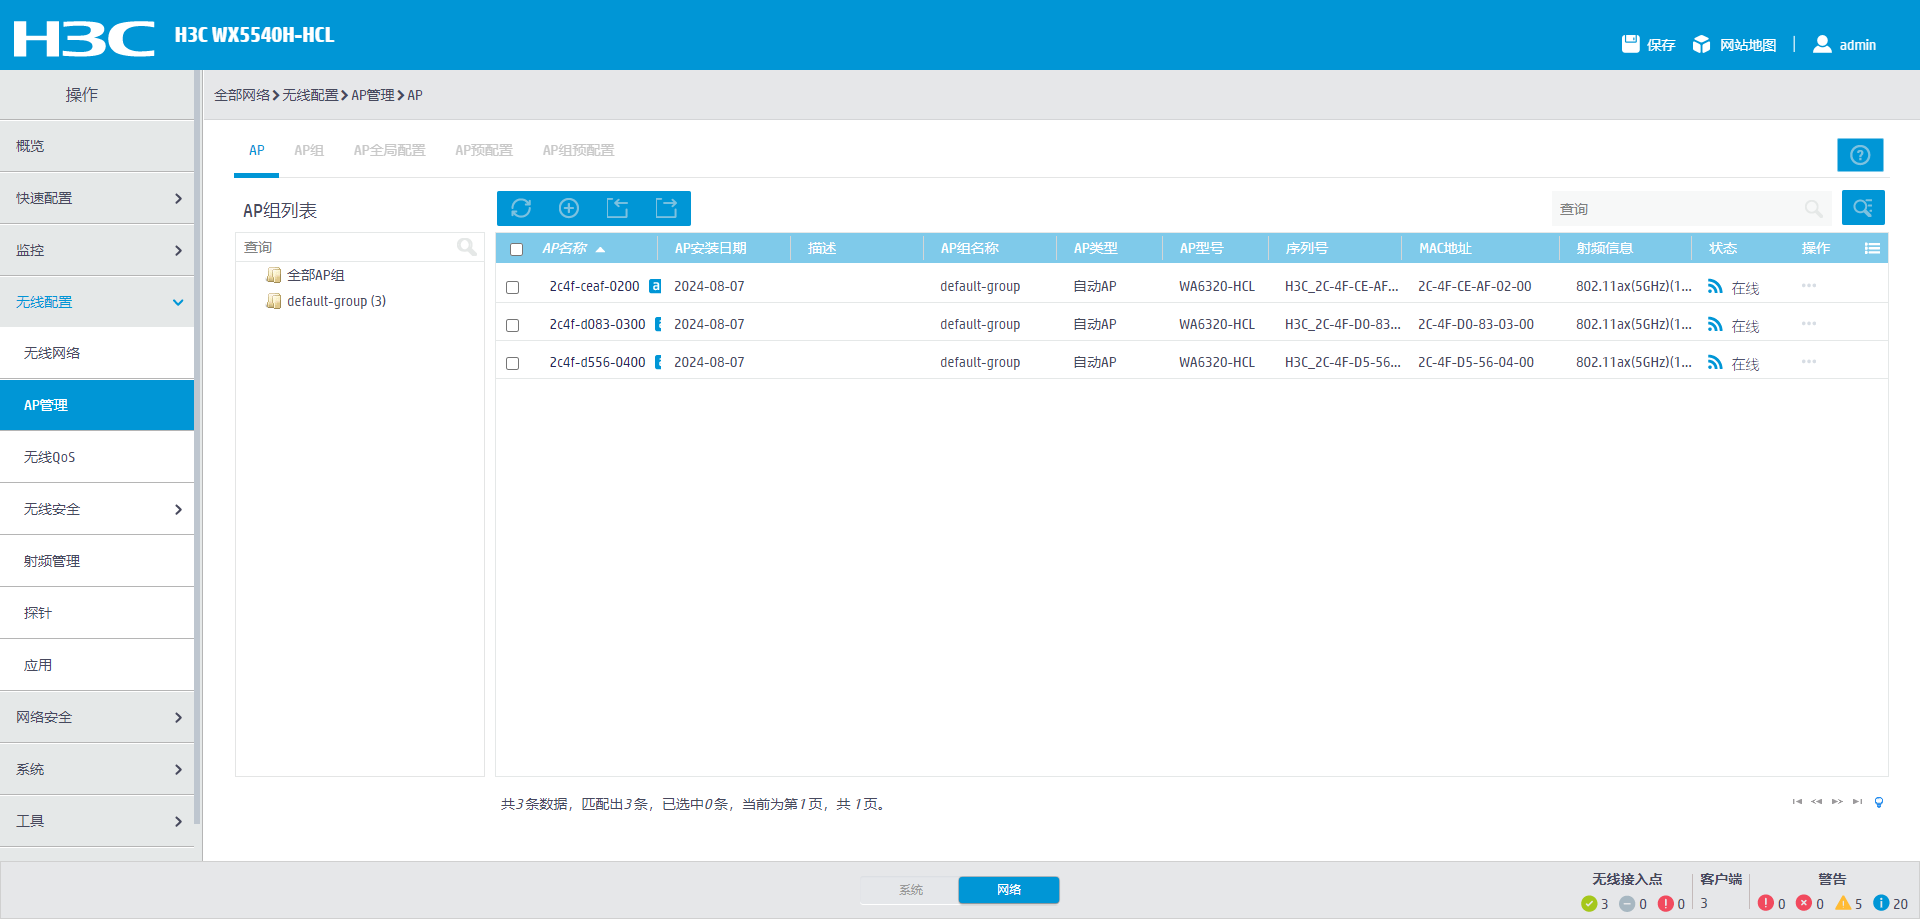 H3C H3C WX5540H-HCL
保存 网站地图 | admin
操作
全部网络 > 无线配置 > AP管理 > AP
概览
快速配置
监控
无线配置
无线网络
AP管理
无线QoS
无线安全
射频管理
探针
应用
网络安全
系统
工具
AP AP组 AP全局配置 AP预配置 AP组预配置
AP组列表
查询
全部AP组
default-group (3)
查询
AP名称 AP安装日期 描述 AP组名称 AP类型 AP型号 序列号 MAC地址 射频信息 状态 操作
2c4f-ceaf-0200 a 2024-08-07 default-group 自动AP WA6320-HCL H3C_2C-4F-CE-AF... 2C-4F-CE-AF-02-00 802.11ax(5GHz)(1... 在线 •••
2c4f-d083-0300 2024-08-07 default-group 自动AP WA6320-HCL H3C_2C-4F-D0-83... 2C-4F-D0-83-03-00 802.11ax(5GHz)(1... 在线 •••
2c4f-d556-0400 2024-08-07 default-group 自动AP WA6320-HCL H3C_2C-4F-D5-56... 2C-4F-D5-56-04-00 802.11ax(5GHz)(1... 在线 •••
共3条数据，匹配出3条，已选中0条，当前为第1页，共 1页。
系统 网络
无线接入点 客户端 警告
3 0 0 3 0 0 5 20